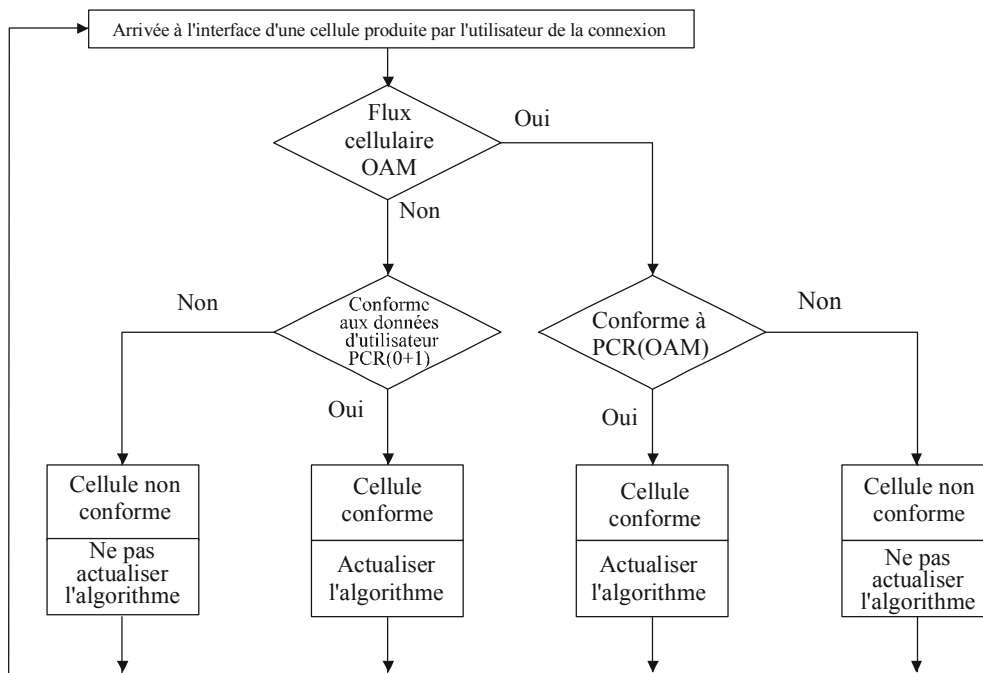 Arrivée à l'interface d'une cellule produite par l'utilisateur de la connexion
Flux
cellulaire
OAM
Oui
Non
Non
Conforme
aux données
d'utilisateur
PCR(0+1)
Conforme à
PCR(OAM)
Non
Oui
Oui
Cellule non
conforme
Ne pas
actualiser
l'algorithme
Cellule
conforme
Actualiser
l'algorithme
Cellule
conforme
Actualiser
l'algorithme
Cellule non
conforme
Ne pas
actualiser
l'algorithme